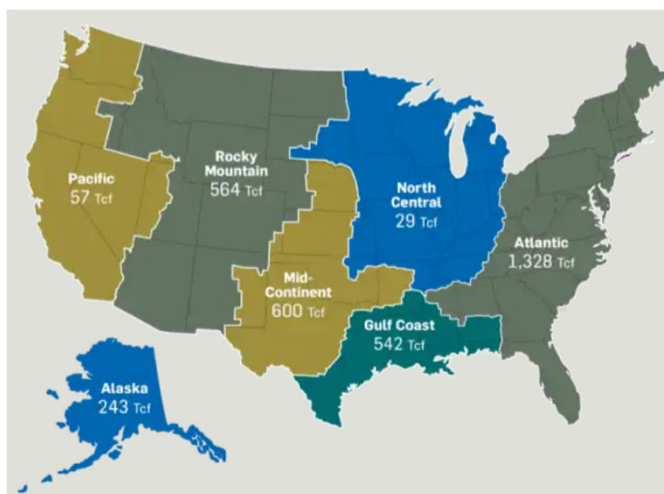 Pacific
57 Tcf
Rocky
Mountain
564 Tcf
North
Central
29 Tcf
Atlantic
1,328 Tcf
Mid-
Continent
600 Tcf
Gulf Coast
542 Tcf
Alaska
243 Tcf